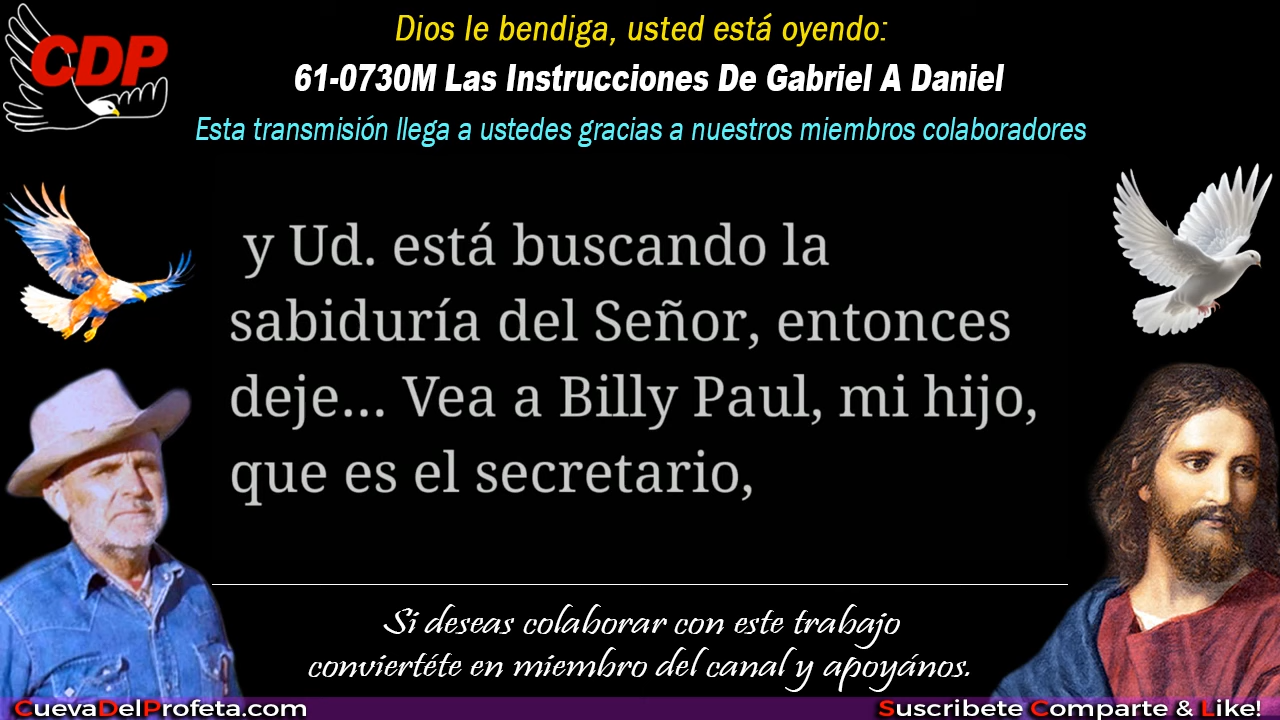 CDP
Dios le bendiga, usted está oyendo:
61-0730M Las Instrucciones De Gabriel A Daniel
Esta transmisión llega a ustedes gracias a nuestros miembros colaboradores
y Ud. está buscando la
sabiduría del Señor, entonces
deje... Vea a Billy Paul, mi hijo,
que es el secretario,
Si deseas colaborar con este trabajo
conviertéte en miembro del canal y apoyános.
CuevaDelProfeta.com
Suscribete Comparte & Like!